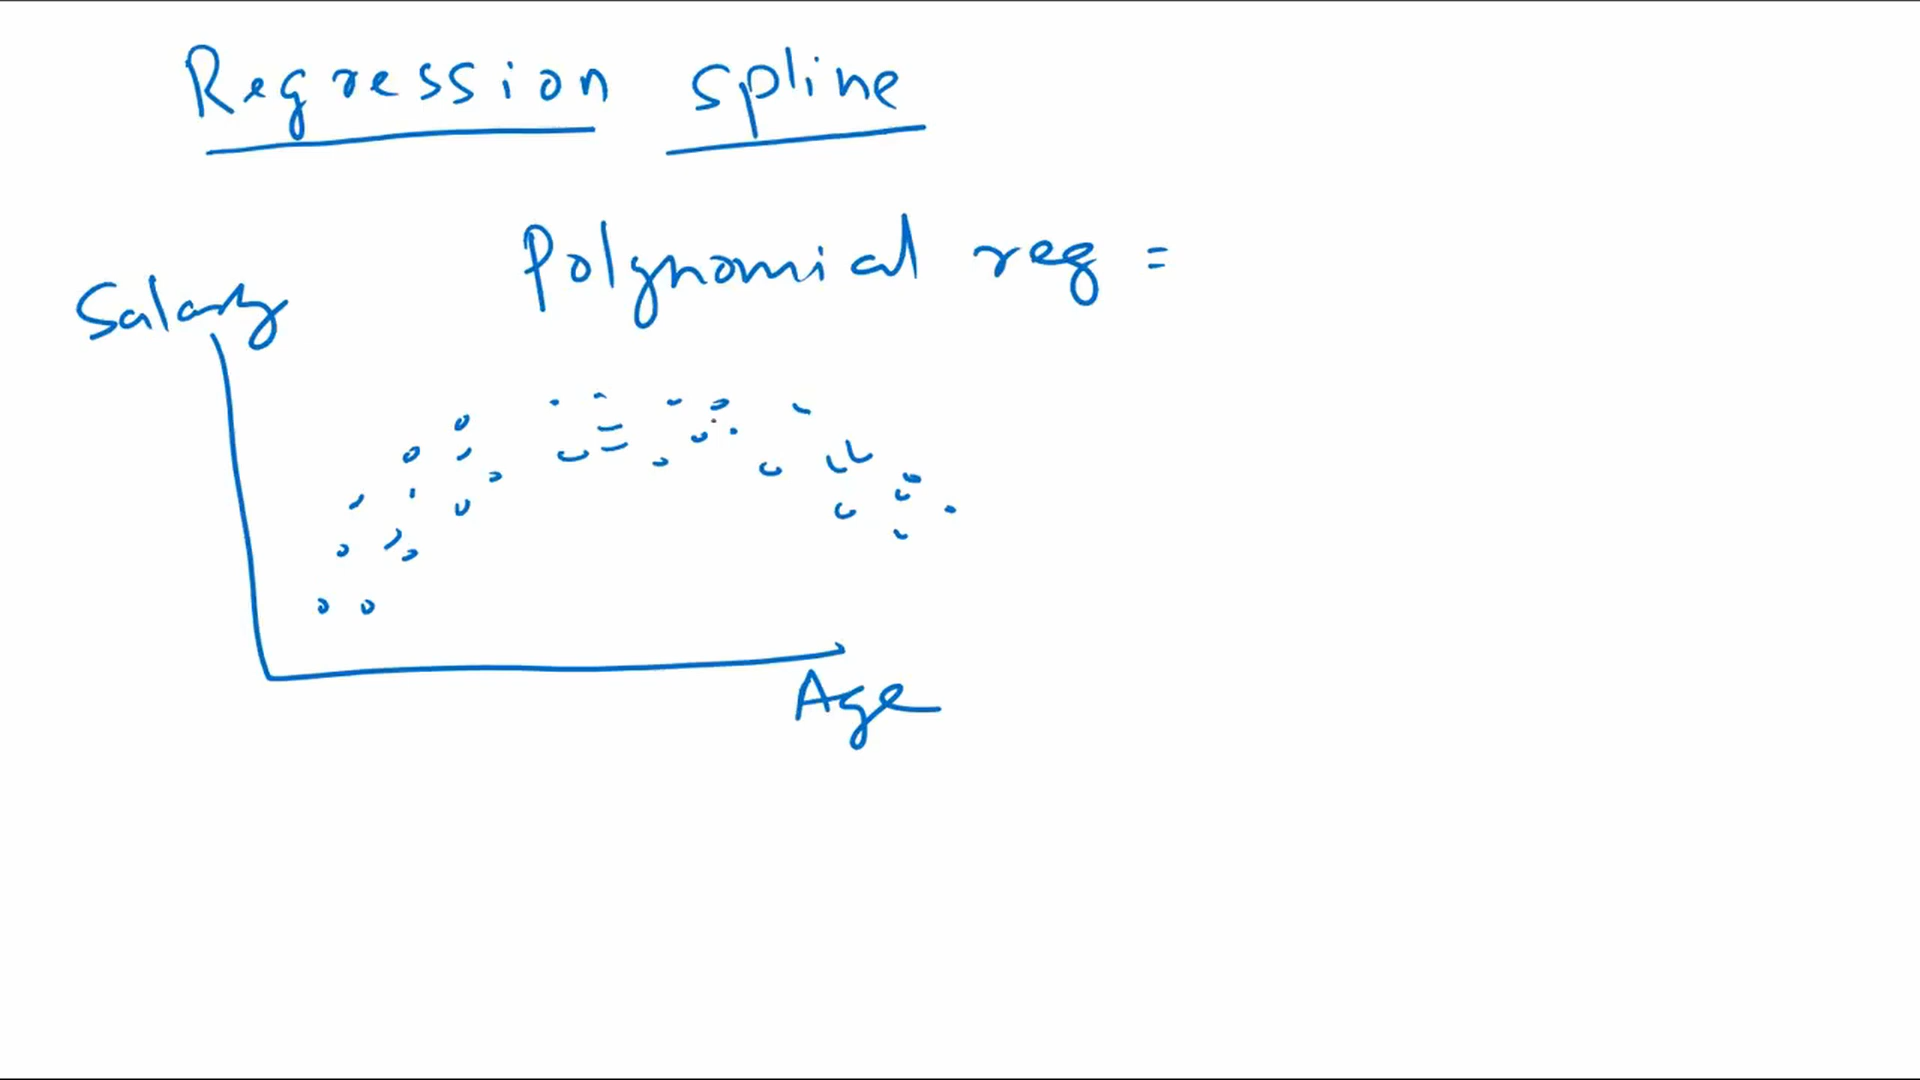 Regression spline
Polynomial reg =
Salary
Age